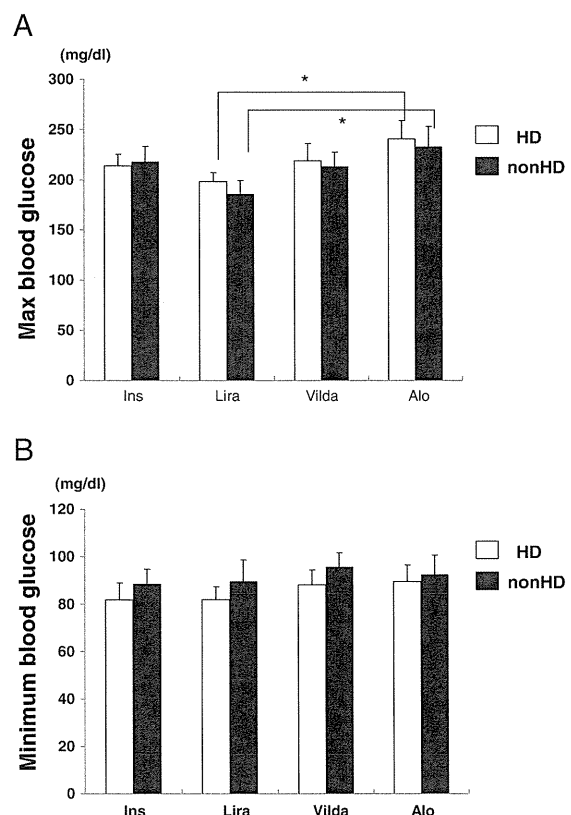 A
(mg/dl)
Max blood glucose
300
250
200
150
100
50
0
*
*
HD
nonHD
Ins Lira Vilda Alo
B
(mg/dl)
Minimum blood glucose
120
100
80
60
40
20
0
HD
nonHD
Ins Lira Vilda Alo